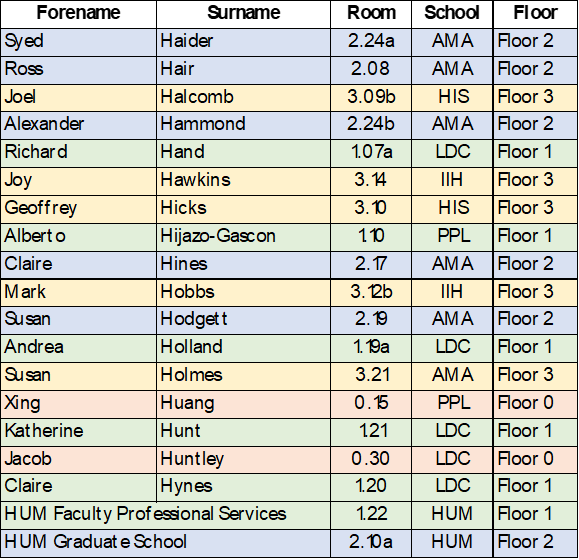 Forename Surname Room School Floor
Syed Haider 2.24a AMA Floor 2
Ross Hair 2.08 AMA Floor 2
Joel Halcomb 3.09b HIS Floor 3
Alexander Hammond 2.24b AMA Floor 2
Richard Hand 1.07a LDC Floor 1
Joy Hawkins 3.14 IIH Floor 3
Geoffrey Hicks 3.10 HIS Floor 3
Alberto Hijazo-Gascon 1.10 PPL Floor 1
Claire Hines 2.17 AMA Floor 2
Mark Hobbs 3.12b IIH Floor 3
Susan Hodgett 2.19 AMA Floor 2
Andrea Holland 1.19a LDC Floor 1
Susan Holmes 3.21 AMA Floor 3
Xing Huang 0.15 PPL Floor 0
Katherine Hunt 1.21 LDC Floor 1
Jacob Huntley 0.30 LDC Floor 0
Claire Hynes 1.20 LDC Floor 1
HUM Faculty Professional Services 1.22 HUM Floor 1
HUM Graduate School 2.10a HUM Floor 2